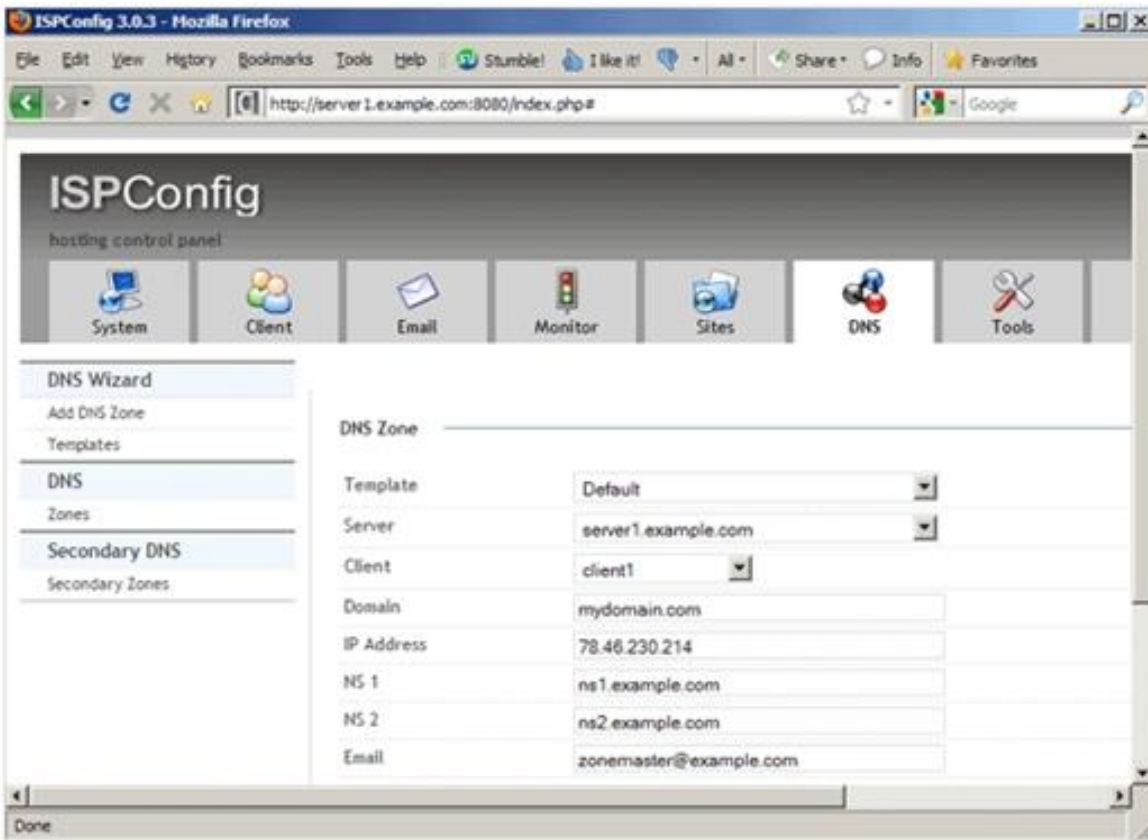 ISPConfig 3.0.3 - Mozilla Firefox
File Edit View History Bookmarks Tools Help Stumble! I like it! All Share Info Favorites
http://server1.example.com:8080/index.php# Google
ISPConfig
hosting control panel
System Client Email Monitor Sites DNS Tools
DNS Wizard
Add DNS Zone
Templates
DNS
Zones
Secondary DNS
Secondary Zones
DNS Zone
Template Default
Server server1.example.com
Client client1
Domain mydomain.com
IP Address 78.46.230.214
NS 1 ns1.example.com
NS 2 ns2.example.com
Email zonemaster@example.com
Done